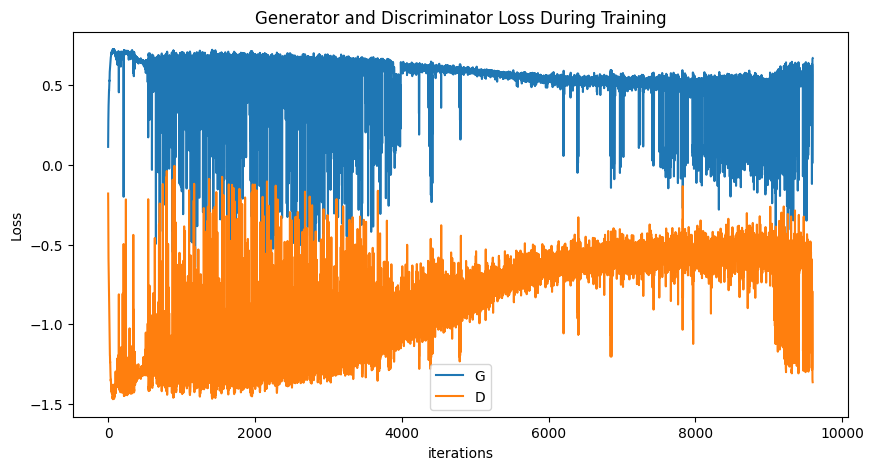 Generator and Discriminator Loss During Training
Loss
0.5
0.0
−0.5
−1.0
−1.5
G
D
0 2000 4000 6000 8000 10000
iterations